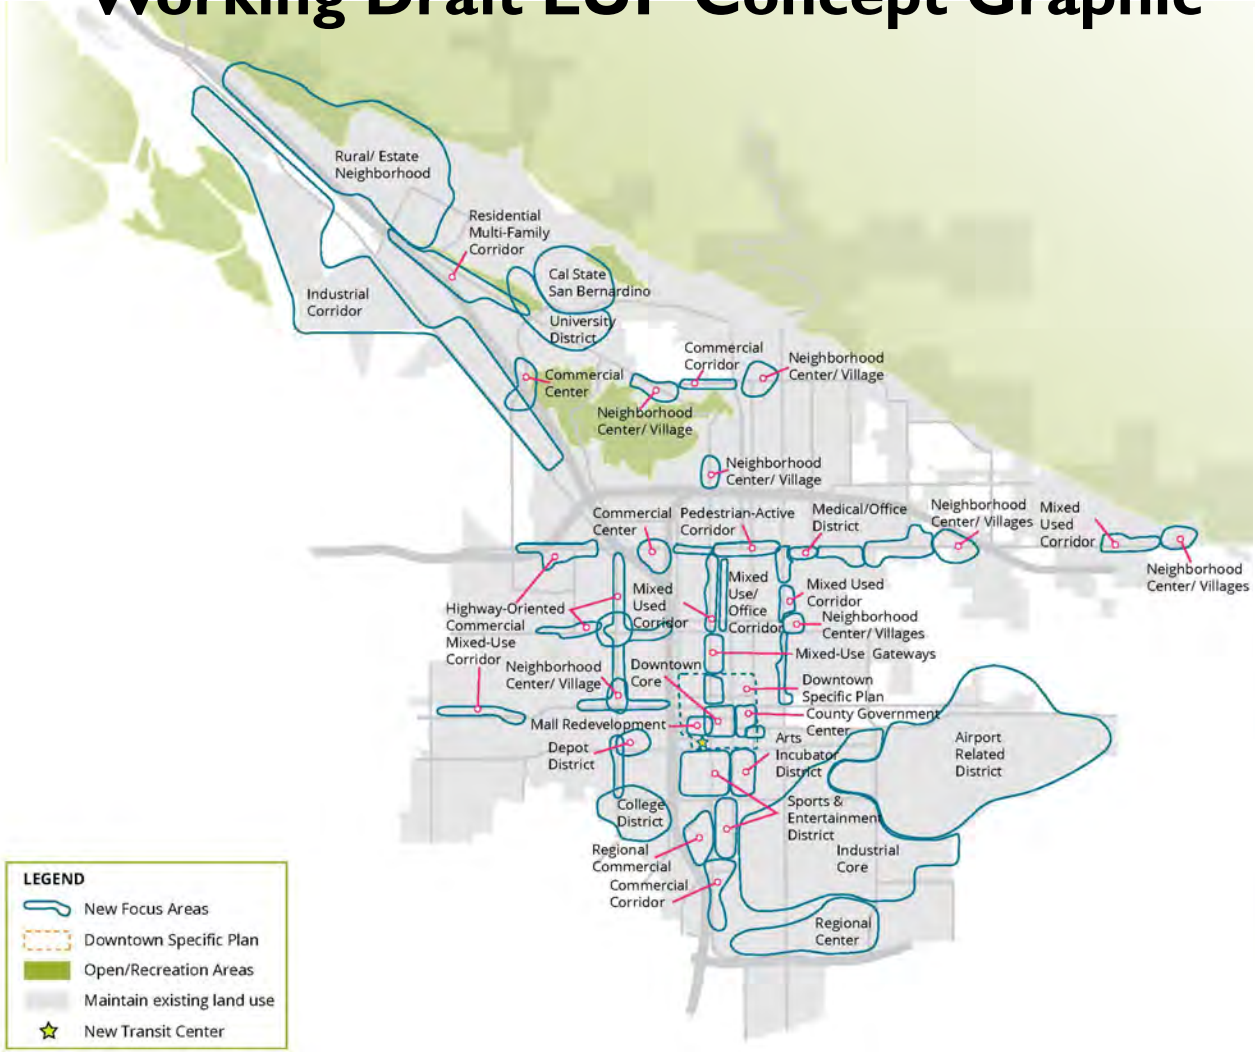 Working Draft LUP Concept Graphic
Rural/ Estate
Neighborhood
Residential
Multi-Family
Corridor
Cal State
San Bernardino
Industrial
Corridor
University
District
Commercial
Corridor
Neighborhood
Center/ Village
Commercial
Center
Neighborhood
Center/ Village
Neighborhood
Center/ Village
Commercial
Center
Pedestrian-Active
Corridor
Medical/Office
District
Neighborhood
Center/ Villages
Mixed
Used
Corridor
Neighborhood
Center/ Villages
Highway-Oriented
Commercial
Mixed
Used
Corridor
Mixed
Use/
Office
Corridor
Mixed Used
Corridor
Neighborhood
Center/ Villages
Mixed-Use
Corridor
Mixed-Use Gateways
Neighborhood
Center/ Village
Downtown
Core
Downtown
Specific Plan
County Government
Center
Mall Redevelopment
Depot
District
Arts
Incubator
District
Airport
Related
District
College
District
Sports &
Entertainment
District
Regional
Commercial
Industrial
Core
Commercial
Corridor
Regional
Center
LEGEND
New Focus Areas
Downtown Specific Plan
Open/Recreation Areas
Maintain existing land use
New Transit Center